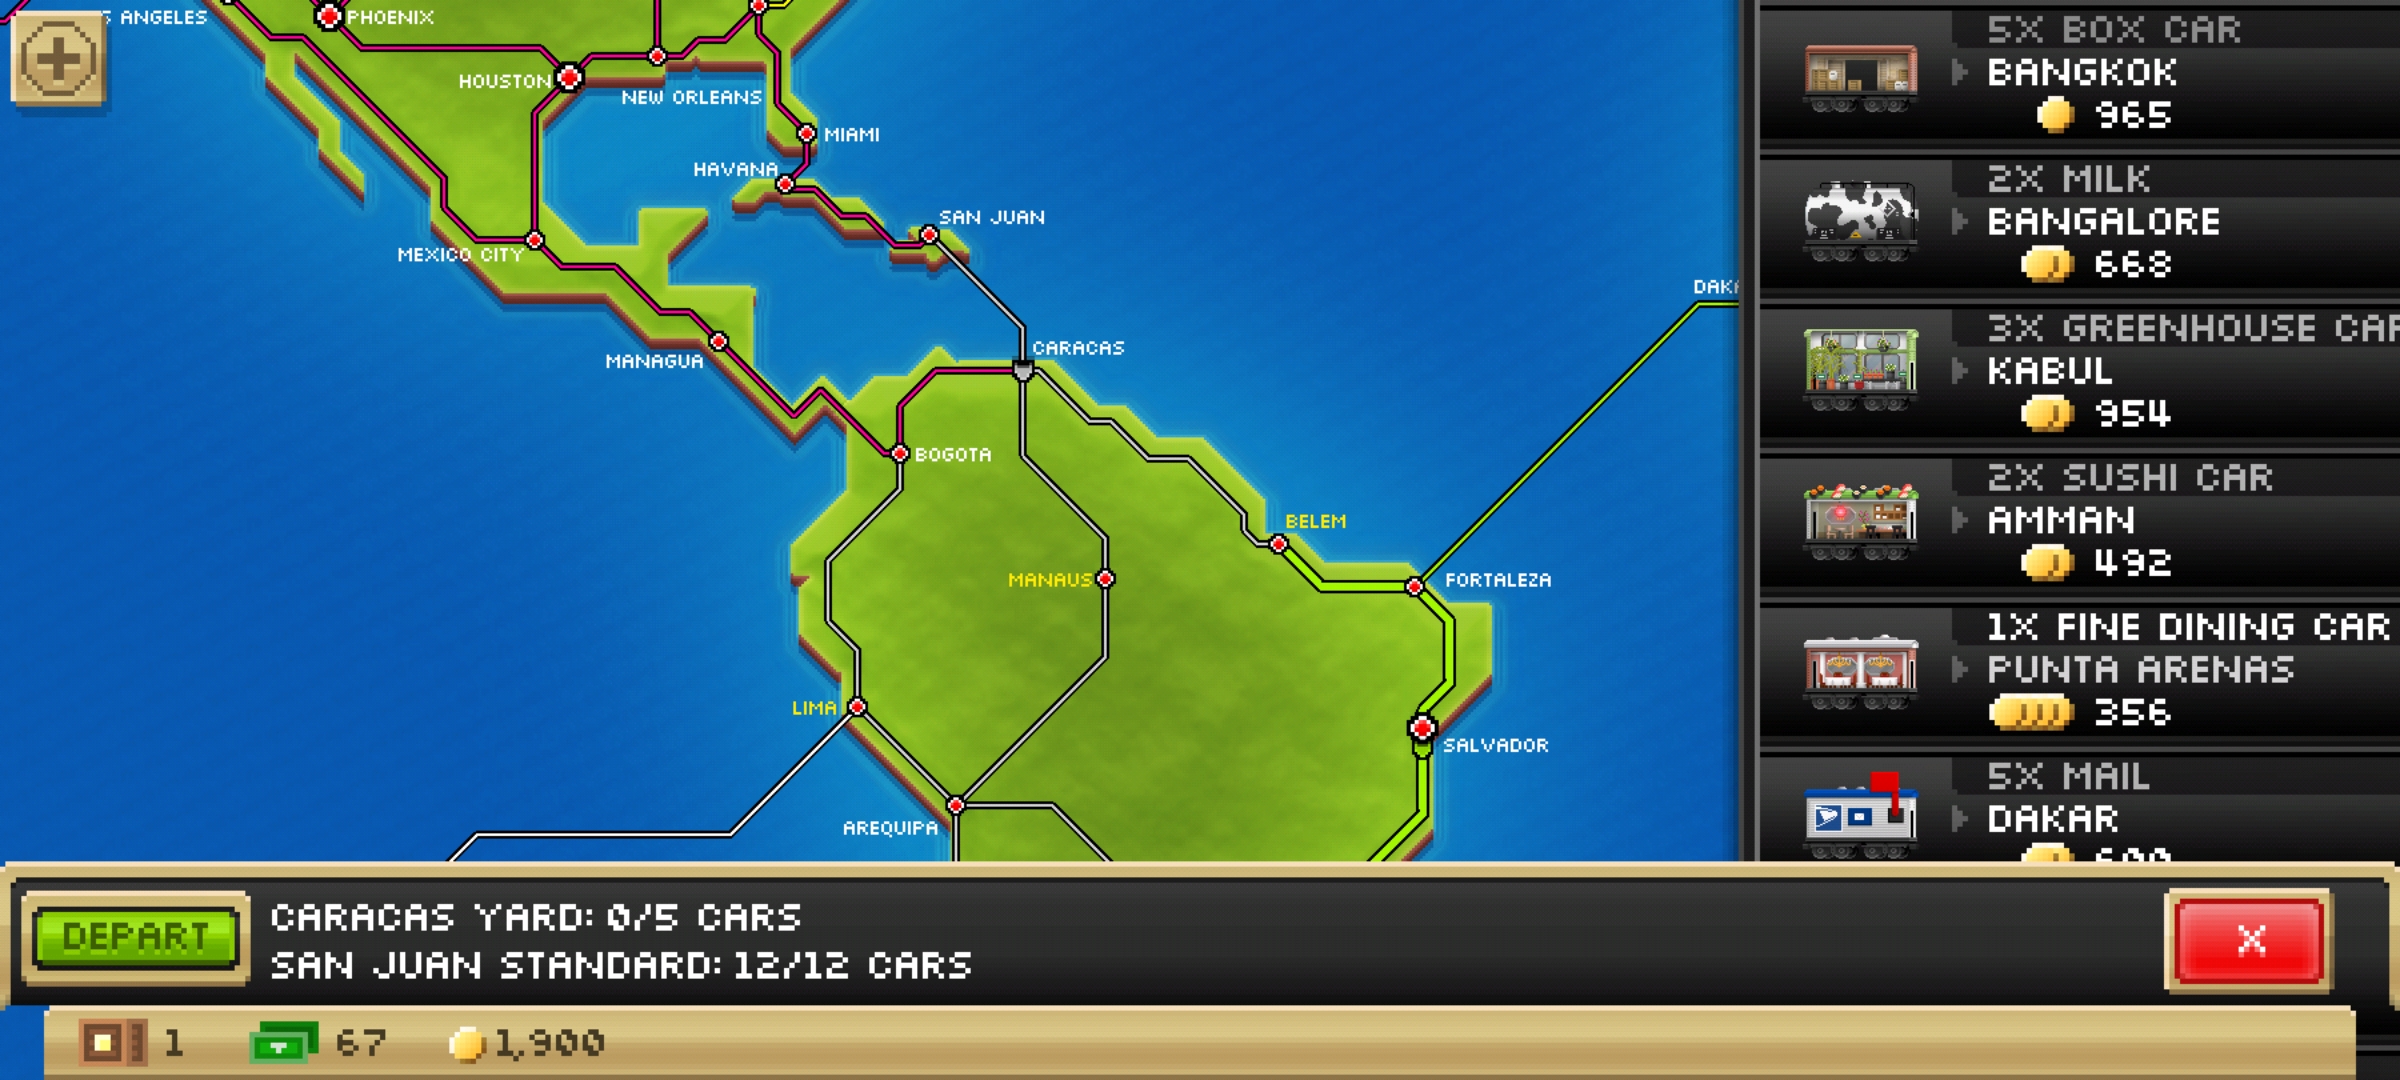 S ANGELES
PHOENIX
HOUSTON
NEW ORLEANS
MIAMI
HAVANA
SAN JUAN
MEXICO CITY
MANAGUA
CARACAS
BOGOTA
BELEM
MANAUS
FORTALEZA
LIMA
SALVADOR
AREQUIPA
DAKA
5X BOX CAR
BANGKOK
965
2X MILK
BANGALORE
668
3X GREENHOUSE CAR
KABUL
954
2X SUSHI CAR
AMMAN
492
1X FINE DINING CAR
PUNTA ARENAS
356
5X MAIL
DAKAR
DEPART
CARACAS YARD: 0/5 CARS
SAN JUAN STANDARD: 12/12 CARS
X
1
67
1,900